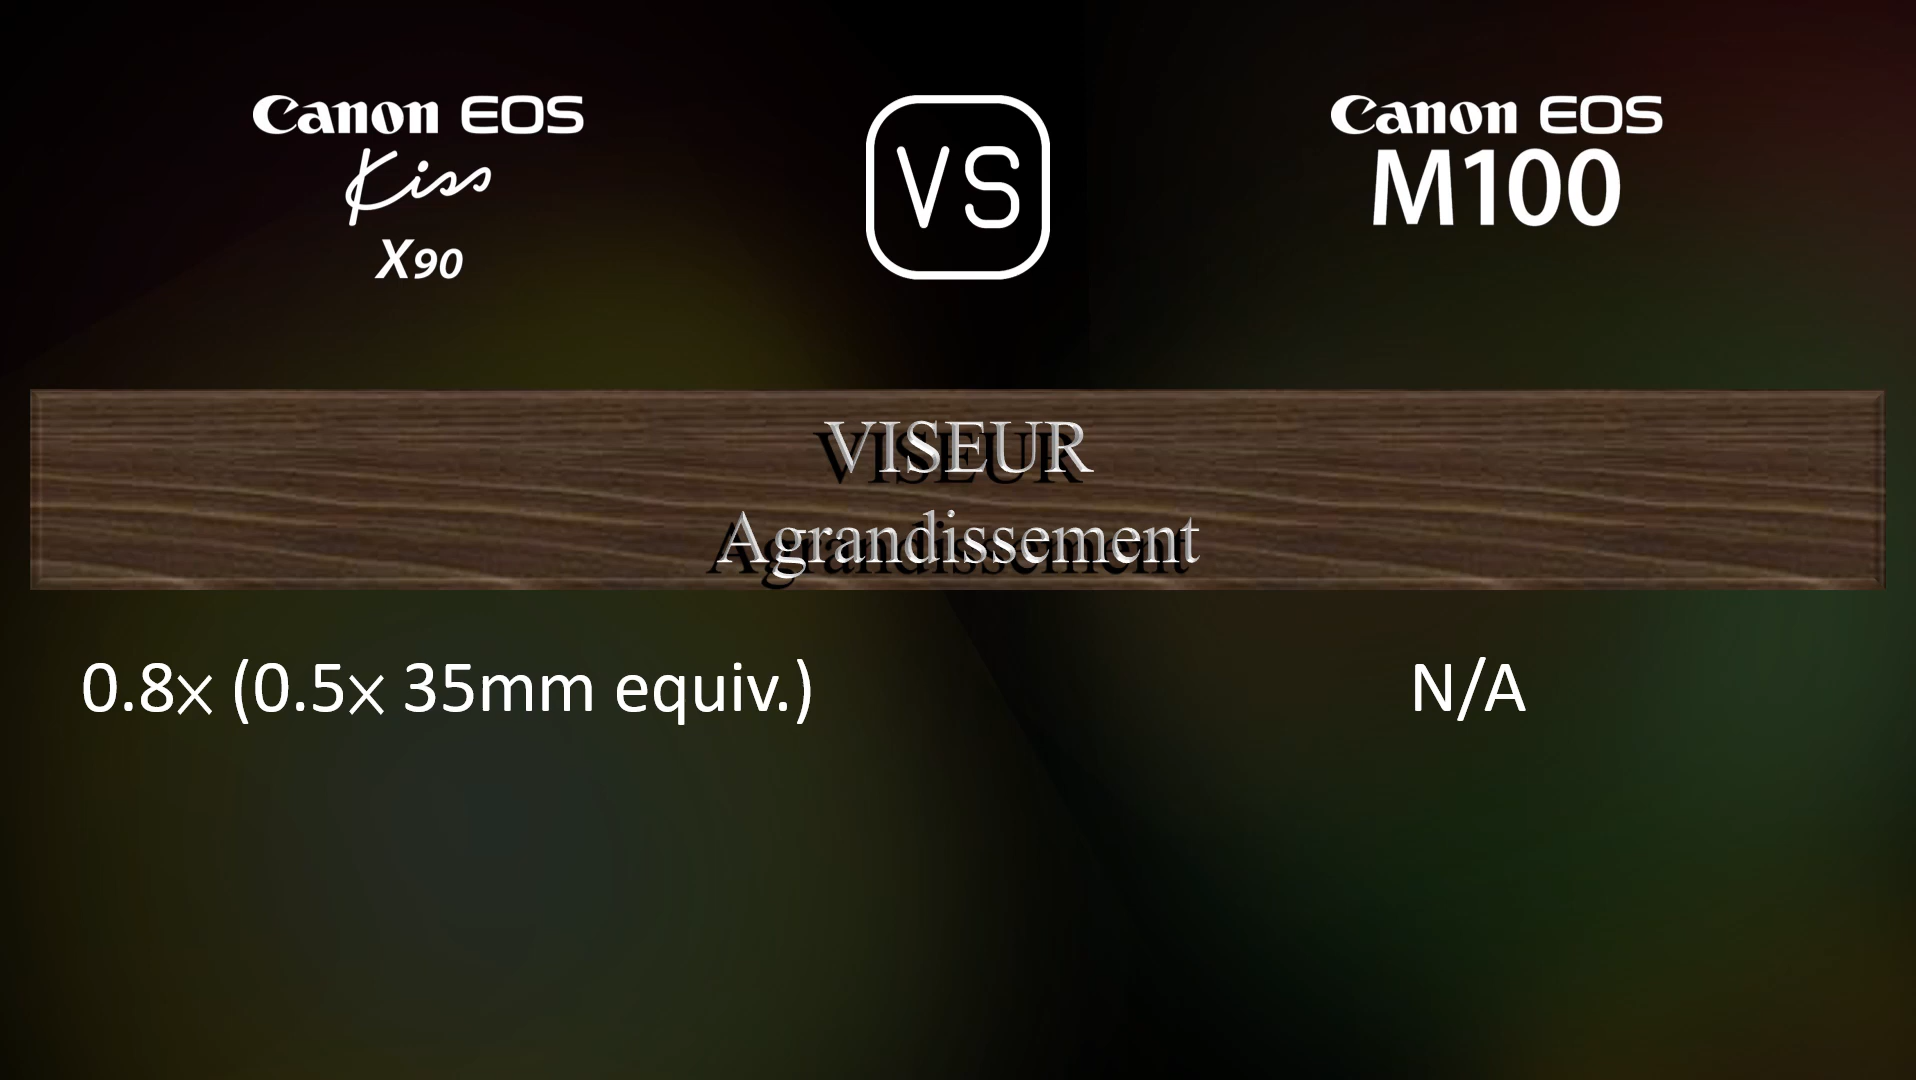 Canon EOS
Kiss
X90
VS
Canon EOS
M100
VISEUR
Agrandissement
0.8x (0.5x 35mm equiv.)
N/A